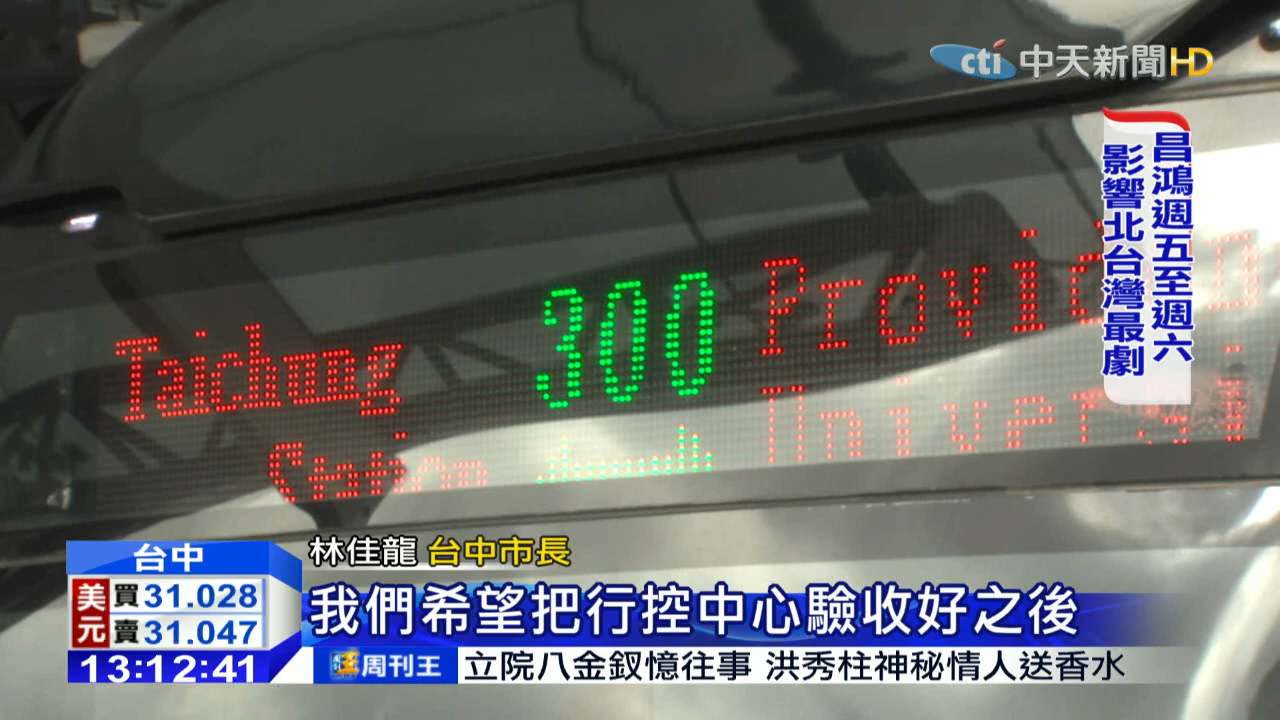 cti 中天新聞HD
昌鴻週五至週六
影響北台灣最劇
Taichung
300
Station
台中
美元
買 31.028
賣 31.047
13:12:41
林佳龍 台中市長
我們希望把行控中心驗收好之後
周刊王
立院八金釵憶往事 洪秀柱神秘情人送香水